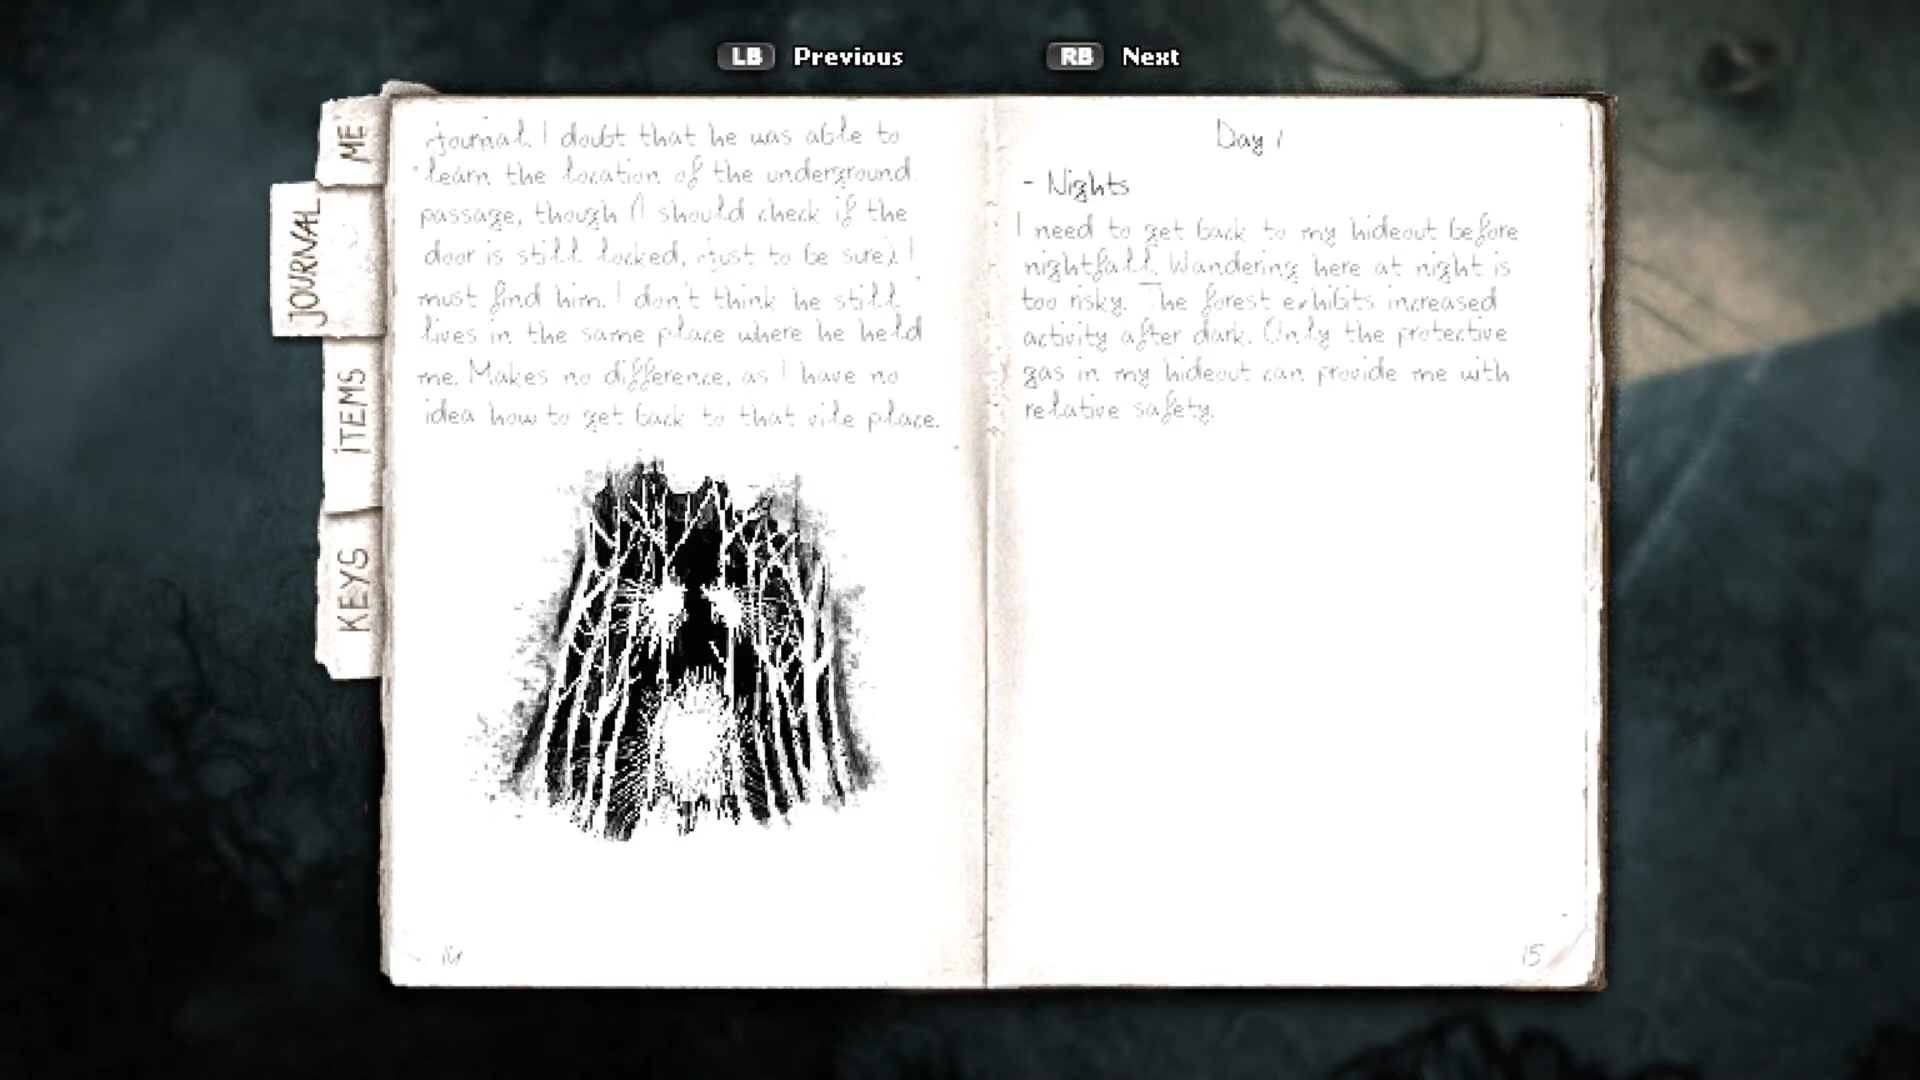 LB Previous RB Next
ME
JOURNAL
ITEMS
KEYS
journal. I doubt that he was able to
learn the location of the underground
passage, though (I should check if the
door is still locked, just to be sure). I
must find him. I don't think he still
lives in the same place where he held
me. Makes no difference, as I have no
idea how to get back to that vile place.
14
Day 1
- Nights
I need to get back to my hideout before
nightfall. Wandering here at night is
too risky. The forest exhibits increased
activity after dark. Only the protective
gas in my hideout can provide me with
relative safety.
15